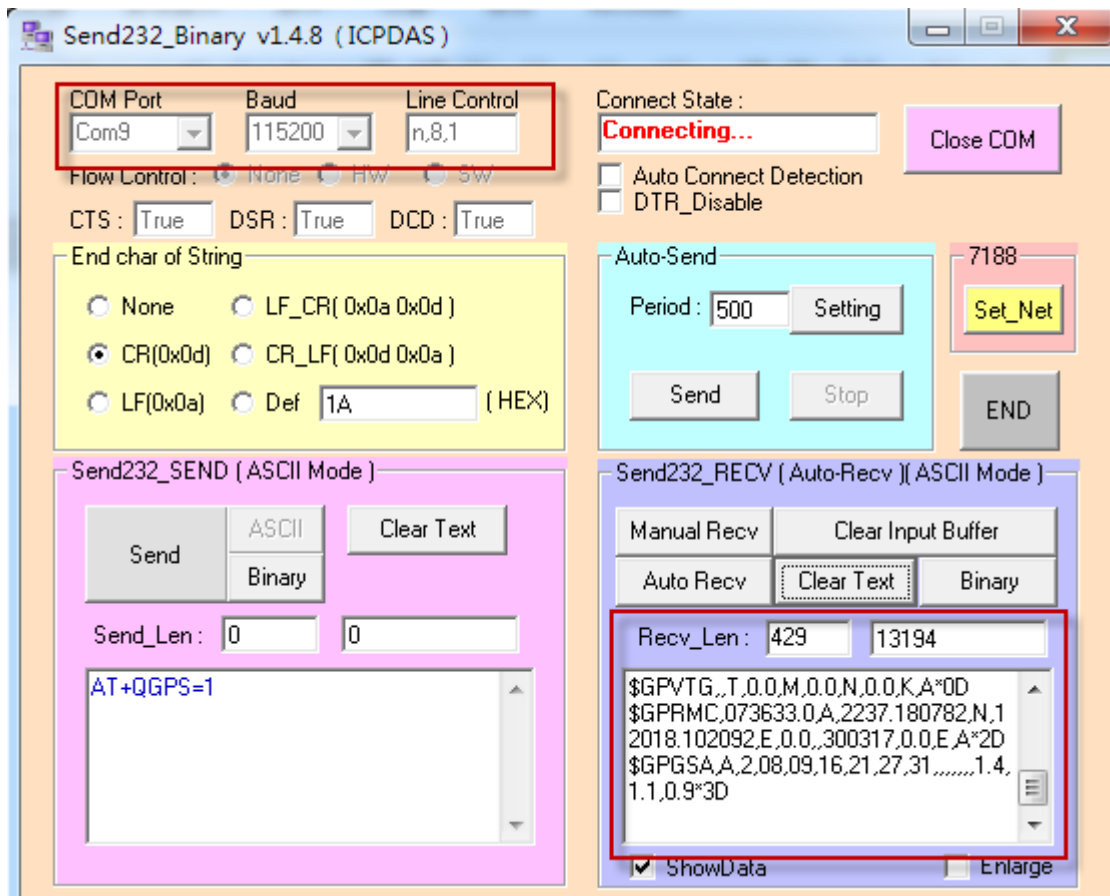 Send232_Binary v1.4.8 ( ICPDAS )
COM Port Baud Line Control
Com9 115200 n,8,1
Flow Control : None HW SW
CTS : True DSR : True DCD : True
Connect State :
Connecting...
Close COM
Auto Connect Detection
DTR_Disable
End char of String
None LF_CR( 0x0a 0x0d )
CR(0x0d) CR_LF( 0x0d 0x0a )
LF(0x0a) Def 1A ( HEX)
Auto-Send
Period : 500 Setting
Send Stop
7188
Set_Net
END
Send232_SEND ( ASCII Mode )
Send ASCII Clear Text
Binary
Send_Len : 0 0
AT+QGPS=1
Send232_RECV ( Auto-Recv )( ASCII Mode )
Manual Recv Clear Input Buffer
Auto Recv Clear Text Binary
Recv_Len : 429 13194
$GPVTG,,T,0.0,M,0.0,N,0.0,K,A*0D
$GPRMC,073633.0,A,2237.180782,N,1
2018.102092,E,0.0,,300317,0.0,E,A*2D
$GPGSA,A,2,08,09,16,21,27,31,,,,,,,1.4,
1.1,0.9*3D
ShowData Enlarge